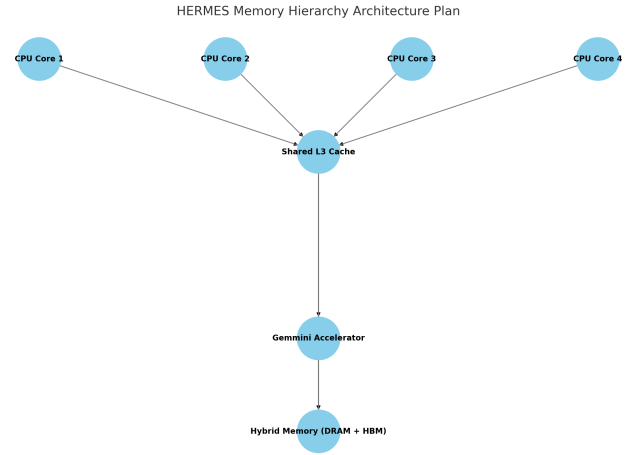 HERMES Memory Hierarchy Architecture Plan
CPU Core 1
CPU Core 2
CPU Core 3
CPU Core 4
Shared L3 Cache
Gemmini Accelerator
Hybrid Memory (DRAM + HBM)